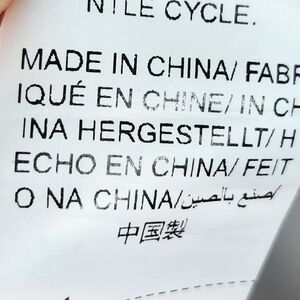 NTLE CYCLE.
MADE IN CHINA/ FABR
IQUÉ EN CHINE/ IN CH
INA HERGESTELLT/ H
ECHO EN CHINA/ FEIT
O NA CHINA/صنع بالصين/
中国製